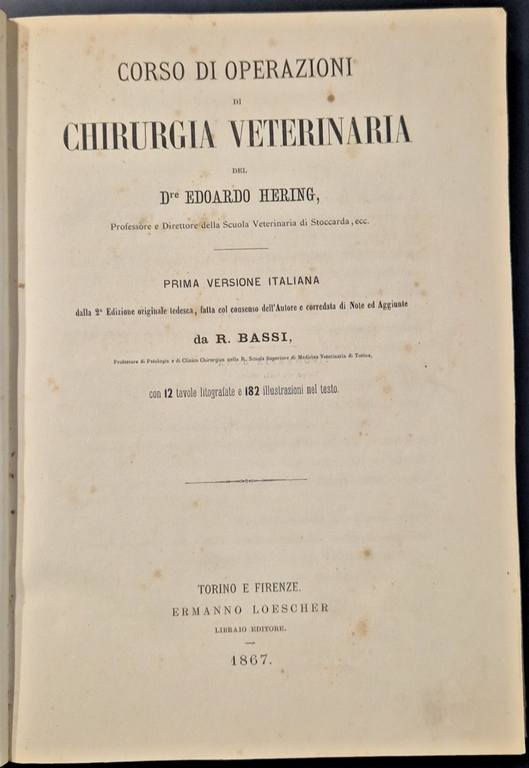 CORSO DI OPERAZIONI
DI
CHIRURGIA VETERINARIA
DEL
Dre EDOARDO HERING,
Professore e Direttore della Scuola Veterinaria di Stoccarda, ecc.
PRIMA VERSIONE ITALIANA
dalla 2a Edizione originale tedesca, fatta col consenso dell'Autore e corredata di Note ed Aggiunte
da R. BASSI,
Professore di Patologia e di Clinica Chirurgica nella R. Scuola Superiore di Medicina Veterinaria di Torino,
con 12 tavole litografate e 182 illustrazioni nel testo.
TORINO E FIRENZE.
ERMANNO LOESCHER
LIBRAIO EDITORE.
1867.